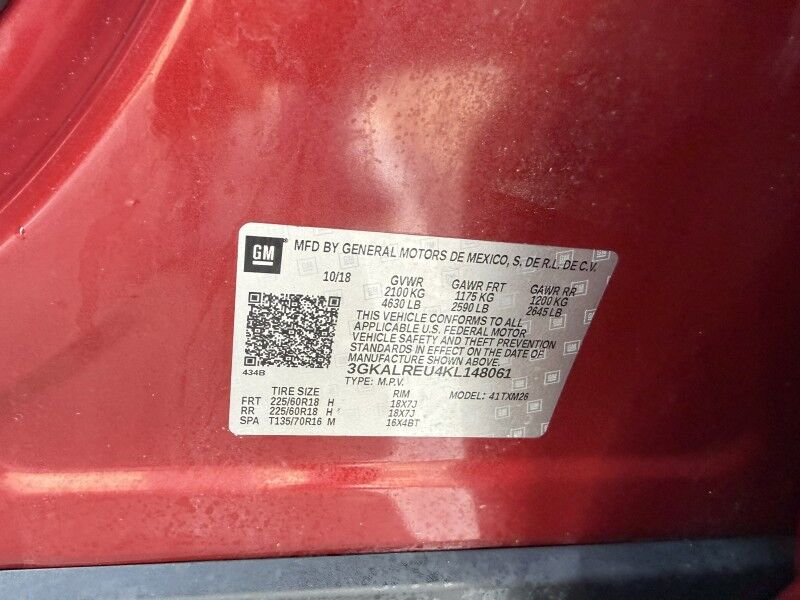 GM MFD BY GENERAL MOTORS DE MEXICO, S. DE R.L. DE C.V.
10/18 GVWR GAWR FRT GAWR RR
2100 KG 1175 KG 1200 KG
4630 LB 2590 LB 2645 LB
THIS VEHICLE CONFORMS TO ALL
APPLICABLE U.S. FEDERAL MOTOR
VEHICLE SAFETY AND THEFT PREVENTION
STANDARDS IN EFFECT ON THE DATE OF
MANUFACTURE SHOWN ABOVE.
434B 3GKALREU4KL148061
TYPE: M.P.V. MODEL: 41TXM26
TIRE SIZE RIM
FRT 225/60R18 H 18X7J
RR 225/60R18 H 18X7J
SPA T135/70R16 M 16X4BT